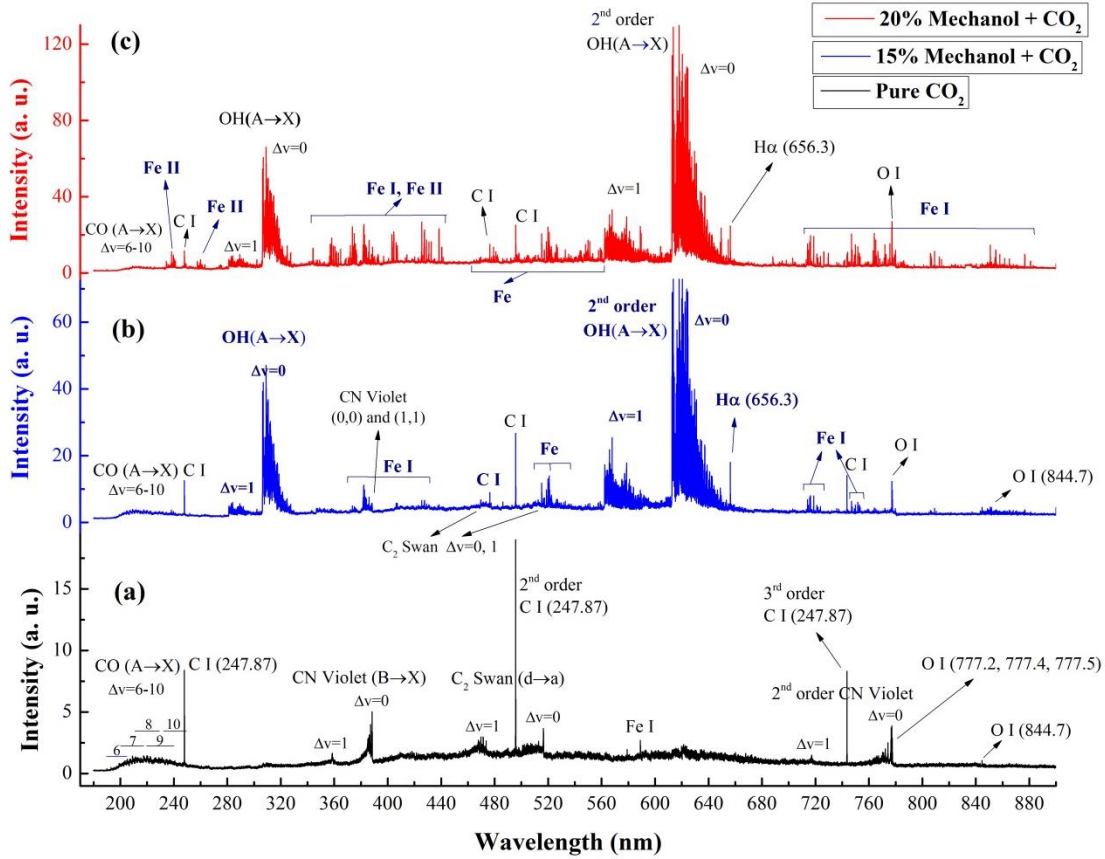 20% Mechanol + CO₂
15% Mechanol + CO₂
Pure CO₂
(c)
2nd order
OH(A→X)
Δv=0
OH(A→X)
Δv=0
Hα (656.3)
Fe II
C I
Fe II
Fe I, Fe II
C I
C I
Δv=1
O I
Fe I
CO (A→X)
Δv=6-10
Δv=1
Fe
120
80
40
0
Intensity (a. u.)
(b)
2nd order
OH(A→X)
Δv=0
OH(A→X)
Δv=0
CN Violet
(0,0) and (1,1)
C I
Δv=1
Hα (656.3)
CO (A→X)
Δv=6-10
C I
Δv=1
Fe I
C I
Fe
Fe I
C I
O I
O I (844.7)
C₂ Swan Δv=0, 1
60
40
20
0
Intensity (a. u.)
(a)
2nd order
C I (247.87)
3rd order
C I (247.87)
CO (A→X)
Δv=6-10
C I (247.87)
CN Violet (B→X)
Δv=0
C₂ Swan (d→a)
O I (777.2, 777.4, 777.5)
2nd order CN Violet
Δv=0
8 10
6 7 9
Δv=1
Δv=1
Δv=0
Fe I
Δv=1
O I (844.7)
15
10
5
0
Intensity (a. u.)
200 240 280 320 360 400 440 480 520 560 600 640 680 720 760 800 840 880
Wavelength (nm)